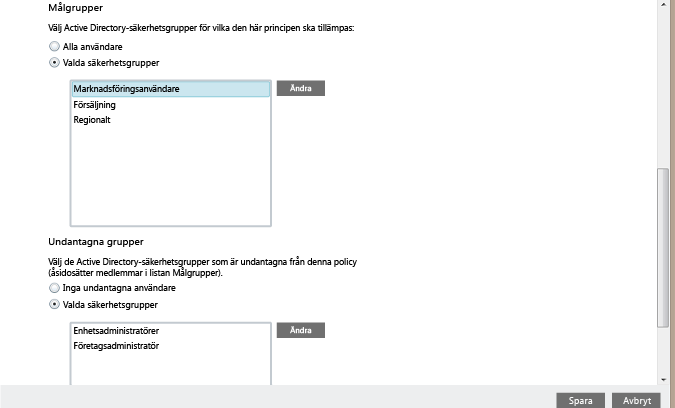 Målgrupper
Välj Active Directory-säkerhetsgrupper för vilka den här principen ska tillämpas:
Alla användare
Valda säkerhetsgrupper
Marknadsföringsanvändare
Ändra
Försäljning
Regionalt
Undantagna grupper
Välj de Active Directory-säkerhetsgrupper som är undantagna från denna policy
(åsidosätter medlemmar i listan Målgrupper).
Inga undantagna användare
Valda säkerhetsgrupper
Enhetsadministratörer
Ändra
Företagsadministratör
Spara
Avbryt